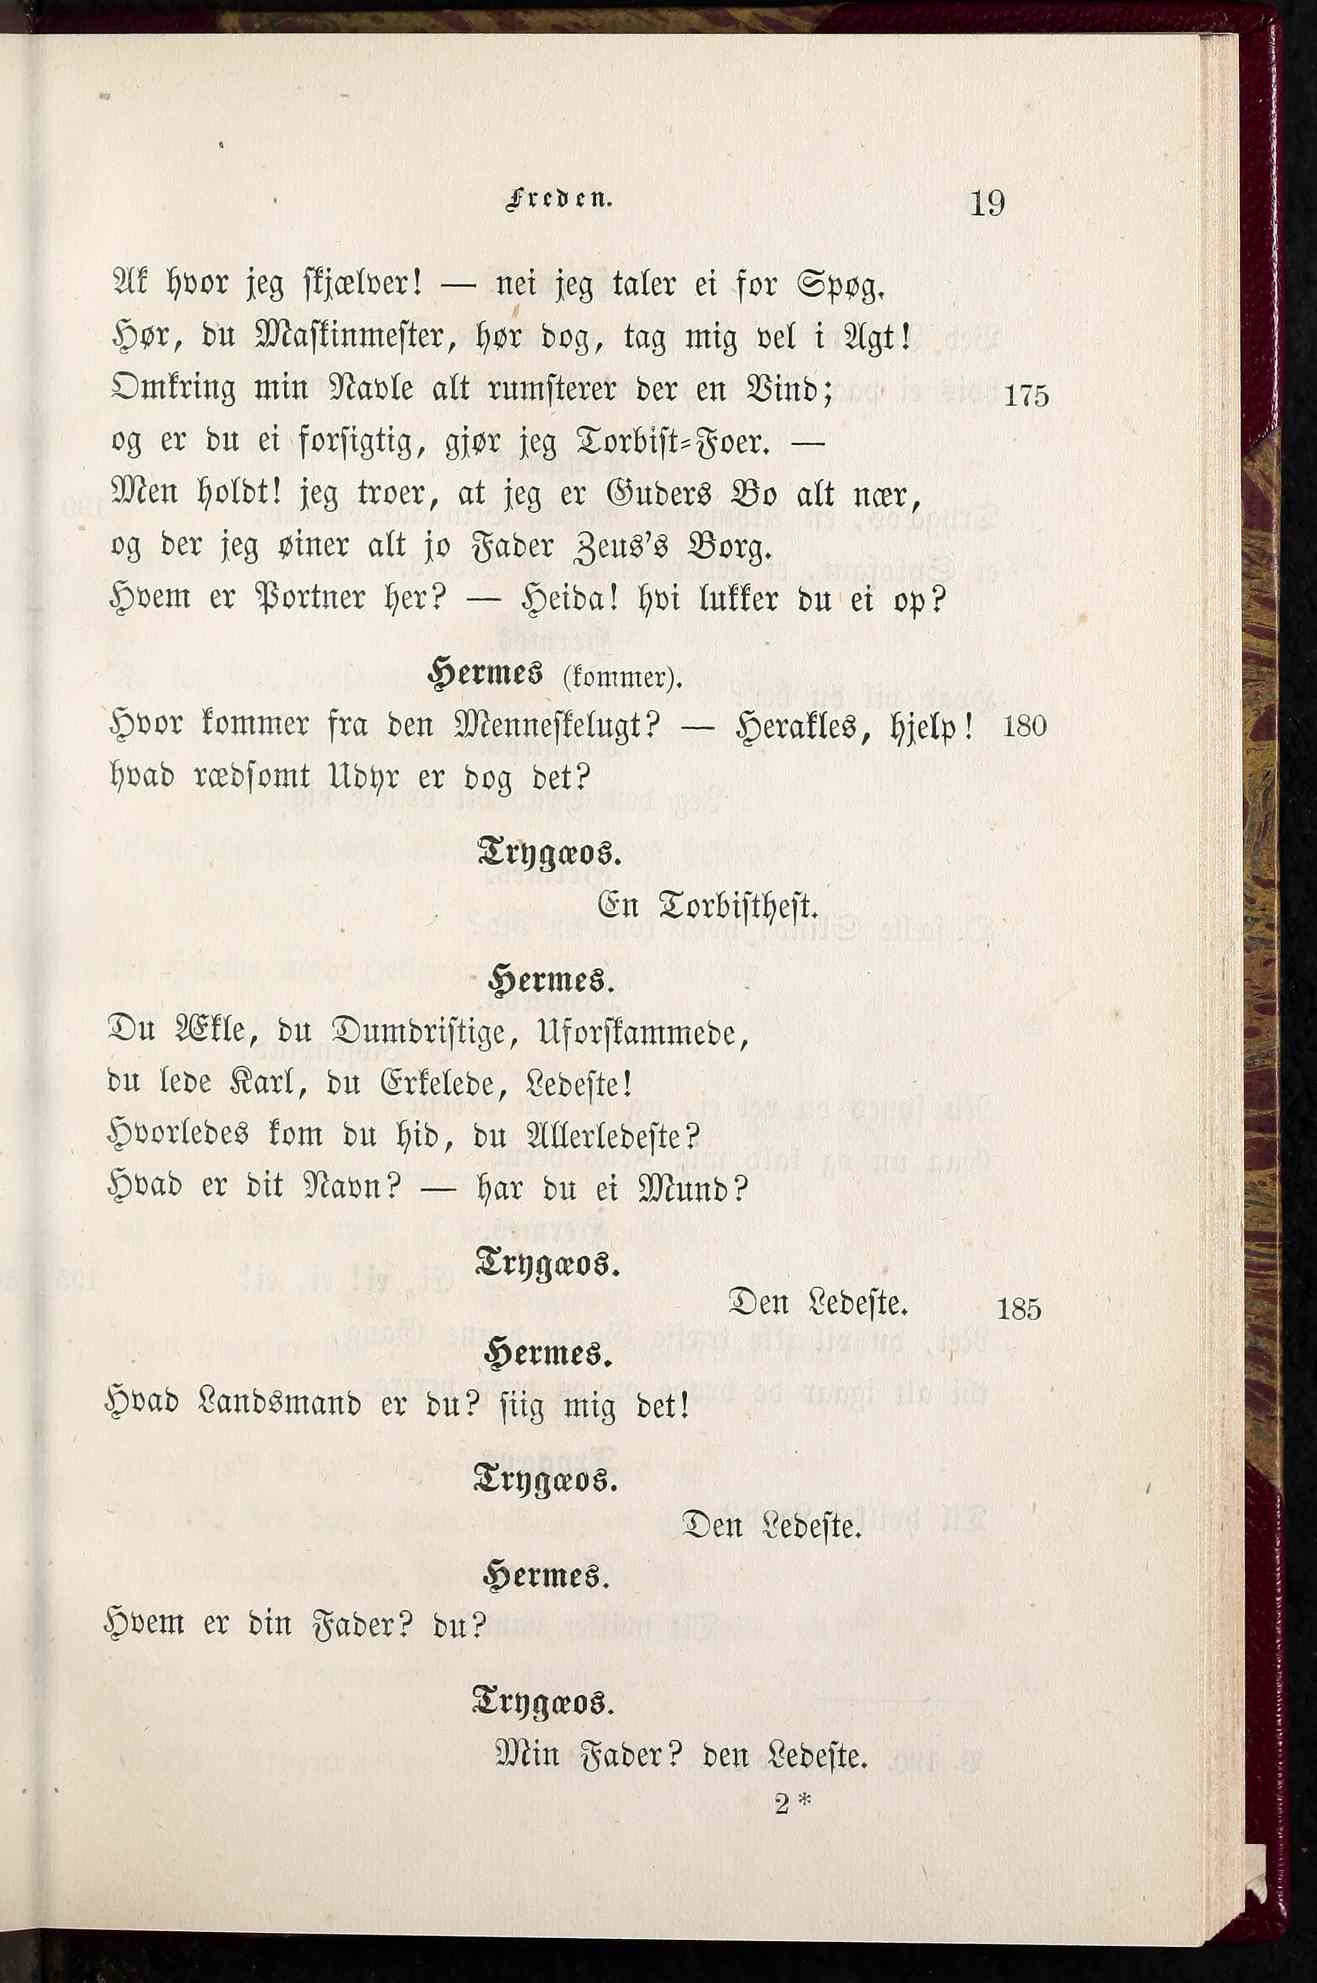 Freden. 19
Ak hvor jeg skjælver! — nei jeg taler ei for Spøg.
Hør, du Maskinmester, hør dog, tag mig vel i Agt!
Omkring min Navle alt rumsterer der en Vind; 175
og er du ei forsigtig, gjør jeg Torbist-Foer. —
Men holdt! jeg troer, at jeg er Guders Bo alt nær,
og der jeg øiner alt jo Fader Zeus's Borg.
Hvem er Portner her? — Heida! hvi lukker du ei op?
Hermes (kommer).
Hvor kommer fra den Menneskelugt? — Herakles, hjelp! 180
hvad rædsomt Udyr er dog det?
Trygæos.
En Torbisthest.
Hermes.
Du Ækle, du Dumdristige, Uforskammede,
du lede Karl, du Erkelede, Ledeste!
Hvorledes kom du hid, du Allerledeste?
Hvad er dit Navn? — har du ei Mund?
Trygæos.
Den Ledeste. 185
Hermes.
Hvad Landsmand er du? siig mig det!
Trygæos.
Den Ledeste.
Hermes.
Hvem er din Fader? du?
Trygæos.
Min Fader? den Ledeste.
2*